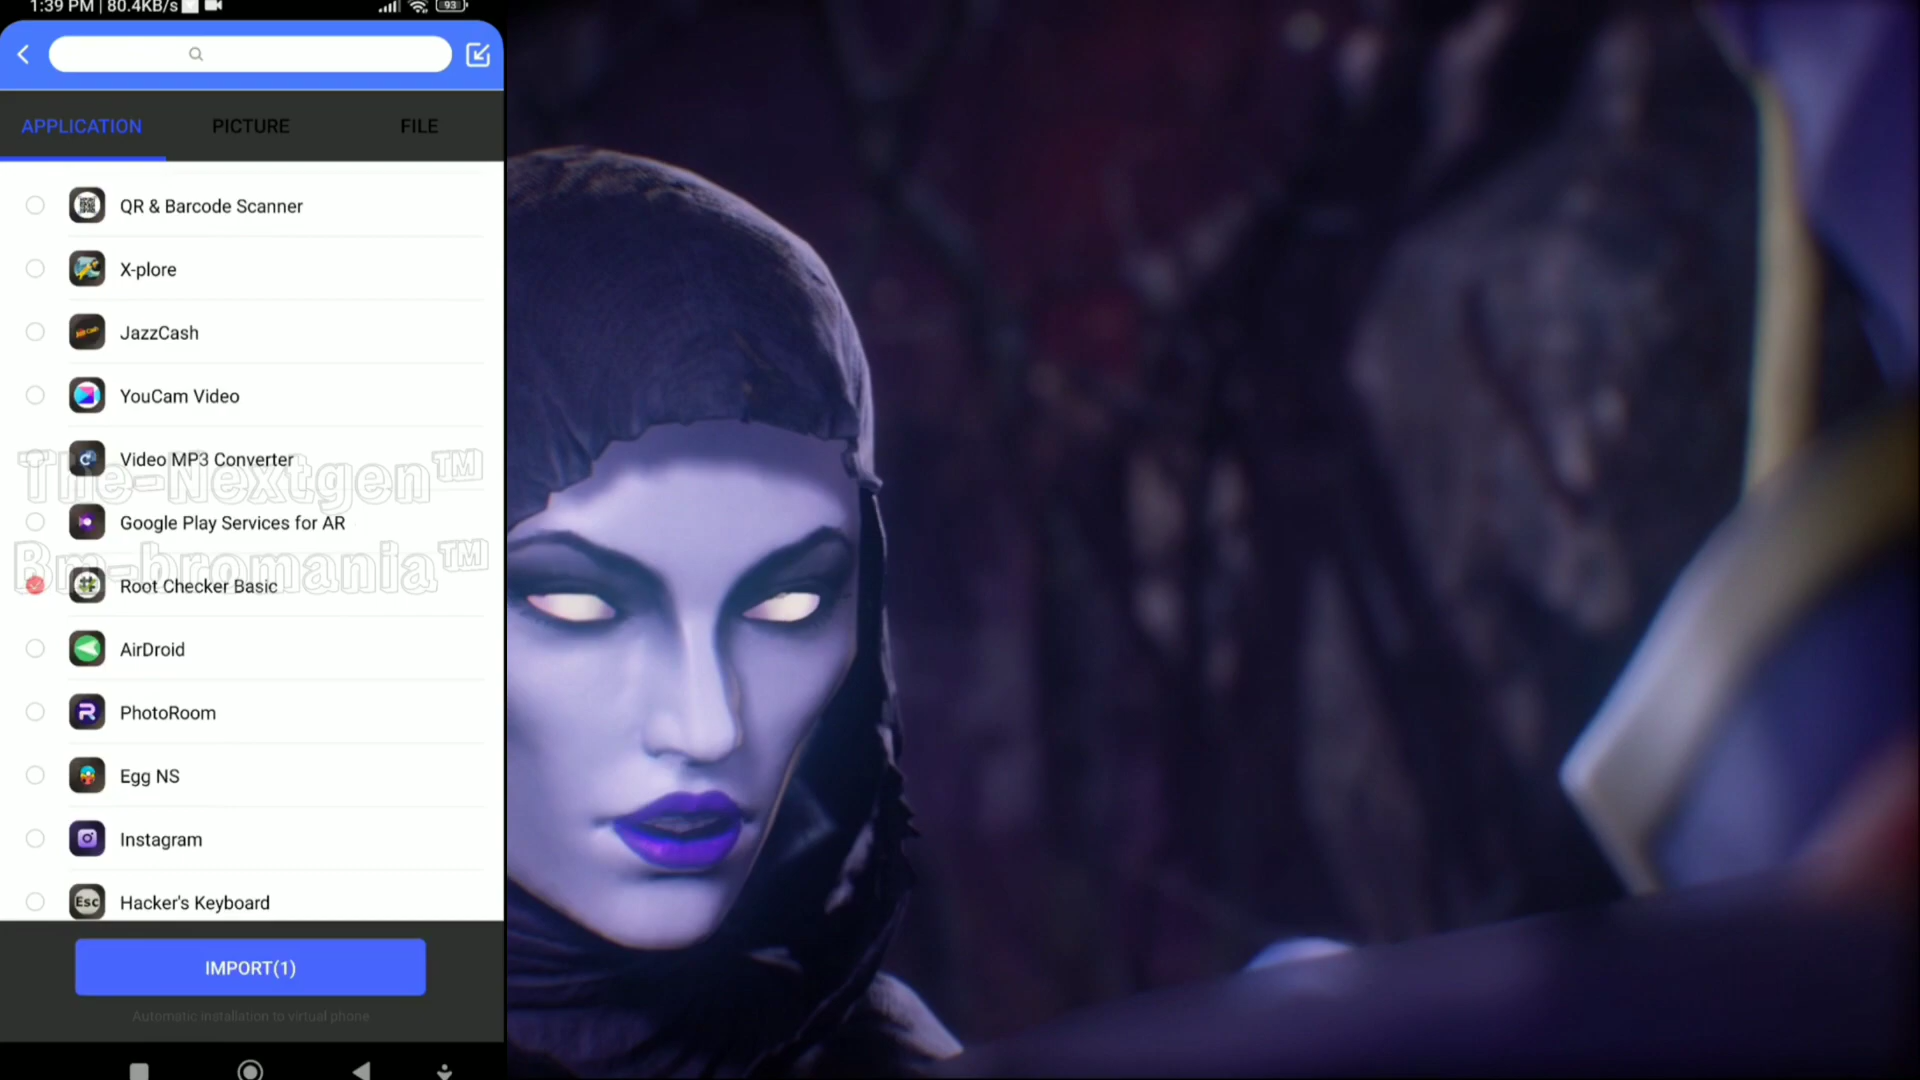 1:39 PM | 80.4KB/s
93
APPLICATION
PICTURE
FILE
QR & Barcode Scanner
X-plore
JazzCash
YouCam Video
Video MP3 Converter
The-Nextgen™
Google Play Services for AR
Bm-bromania™
Root Checker Basic
AirDroid
PhotoRoom
Egg NS
Instagram
Esc
Hacker's Keyboard
IMPORT(1)
Automatic installation to virtual phone